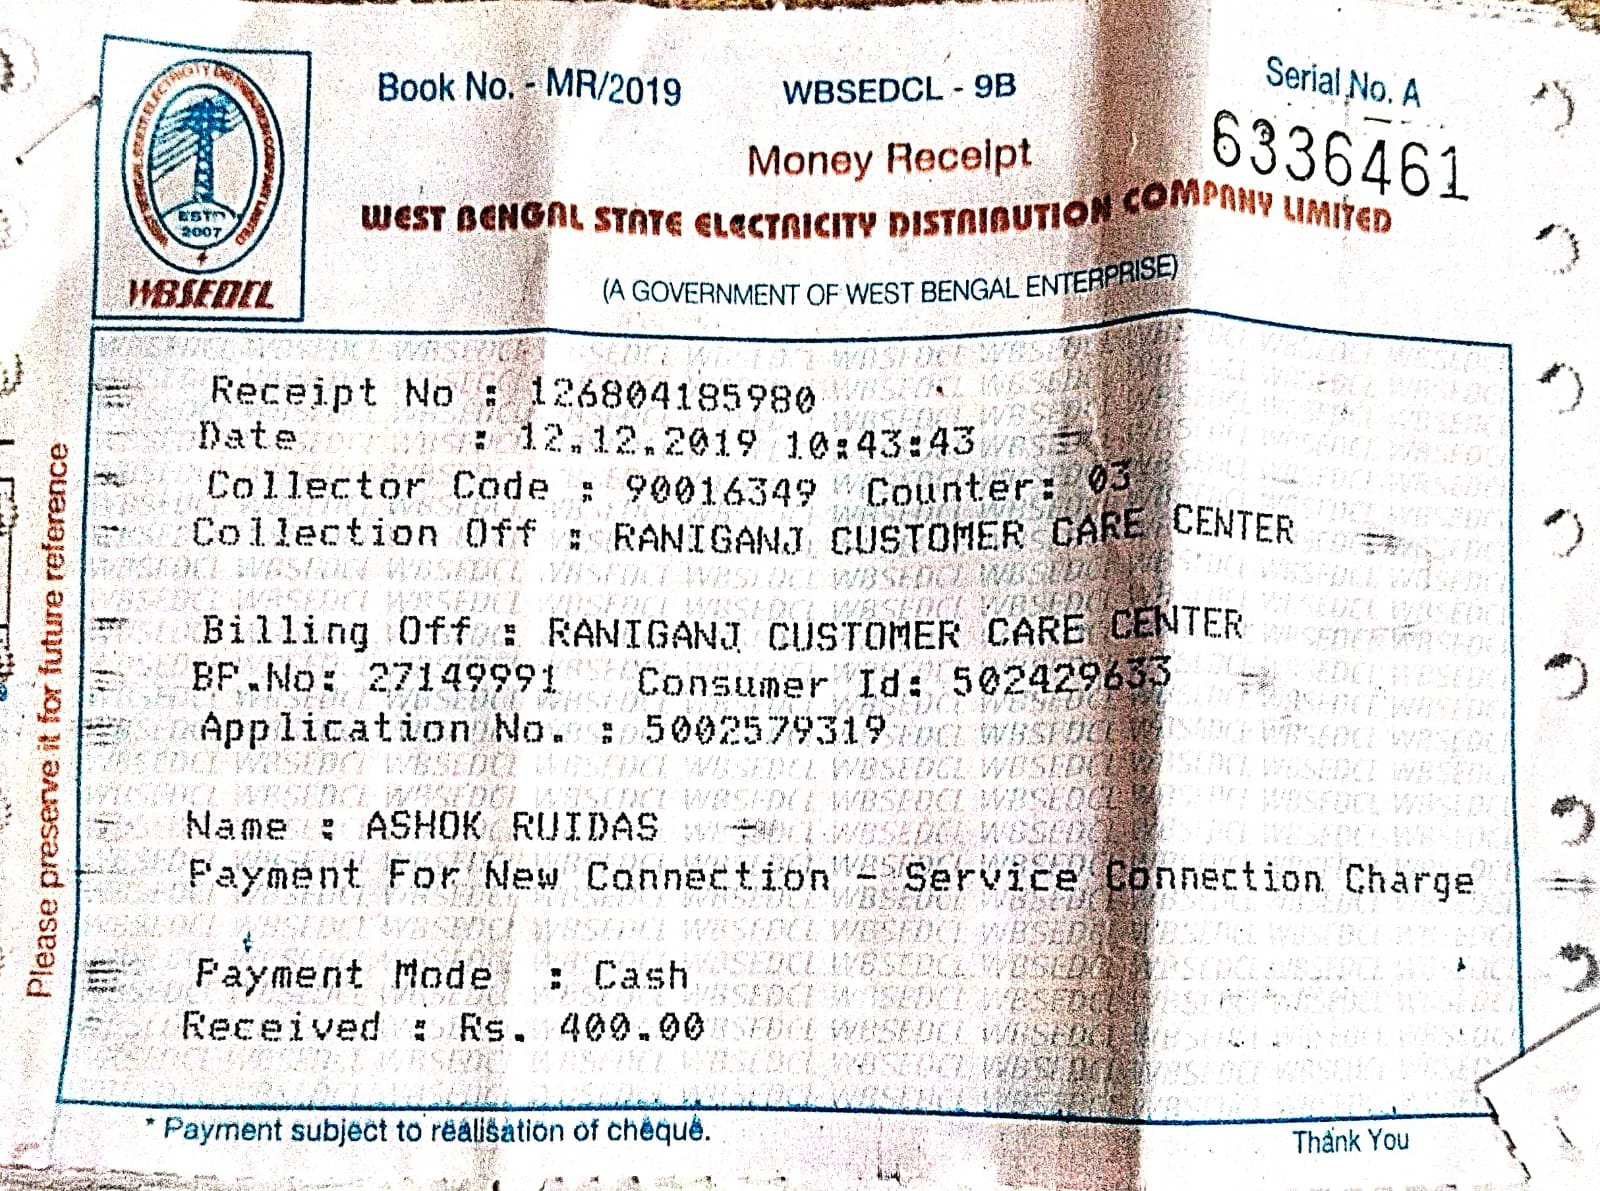 Book No. - MR/2019 WBSEDCL - 9B Serial No. A
6336461
Money Receipt
WEST BENGAL STATE ELECTRICITY DISTRIBUTION COMPANY LIMITED
(A GOVERNMENT OF WEST BENGAL ENTERPRISE)
WEST BENGAL STATE ELECTRICITY DISTRIBUTION COMPANY LIMITED
ESTD
2007
WBSEDCL
Receipt No : 126804185980
Date : 12.12.2019 10:43:43
Collector Code : 90016349 Counter: 03
Collection Off : RANIGANJ CUSTOMER CARE CENTER
Billing Off : RANIGANJ CUSTOMER CARE CENTER
BP.No: 27149991 Consumer Id: 502429633
Application No. : 5002579319
Name : ASHOK RUIDAS
Payment For New Connection - Service Connection Charge
Payment Mode : Cash
Received : Rs. 400.00
* Payment subject to realisation of cheque.
Thank You
Please preserve it for future reference